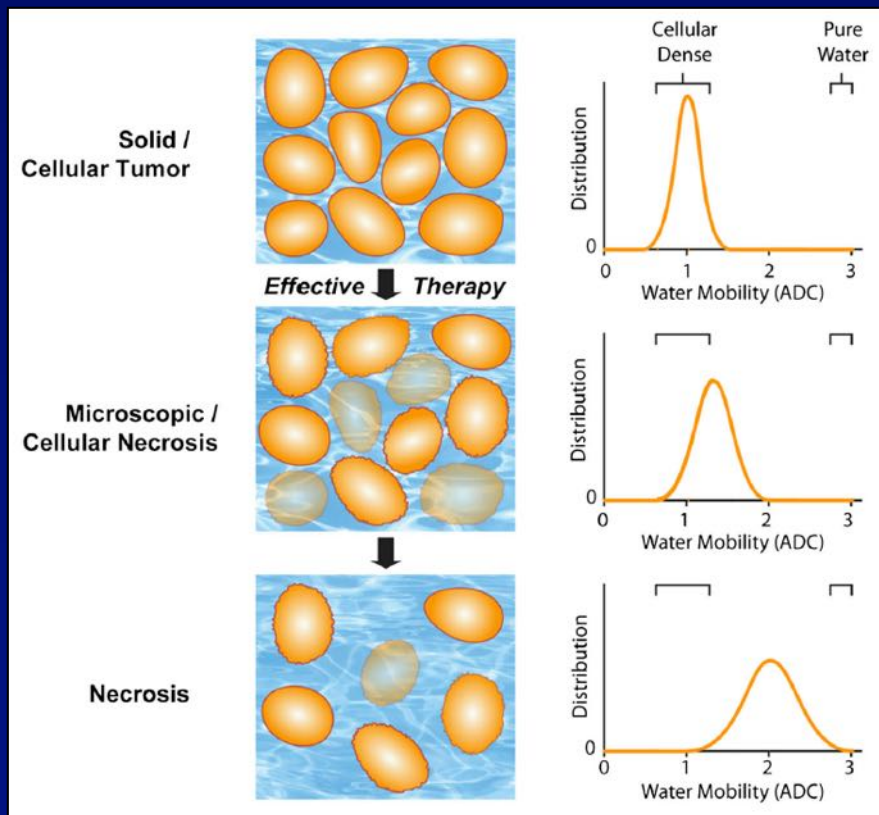 Solid /
Cellular Tumor
Cellular
Dense
Pure
Water
Distribution
0
0 1 2 3
Water Mobility (ADC)
Effective Therapy
Microscopic /
Cellular Necrosis
Distribution
0
0 1 2 3
Water Mobility (ADC)
Necrosis
Distribution
0
0 1 2 3
Water Mobility (ADC)